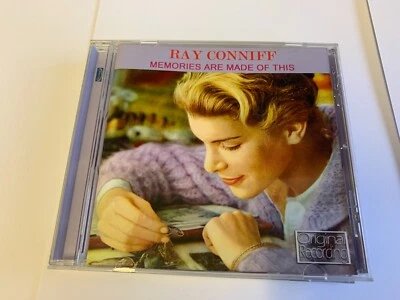 RAY CONNIFF
MEMORIES ARE MADE OF THIS
Original
Recording